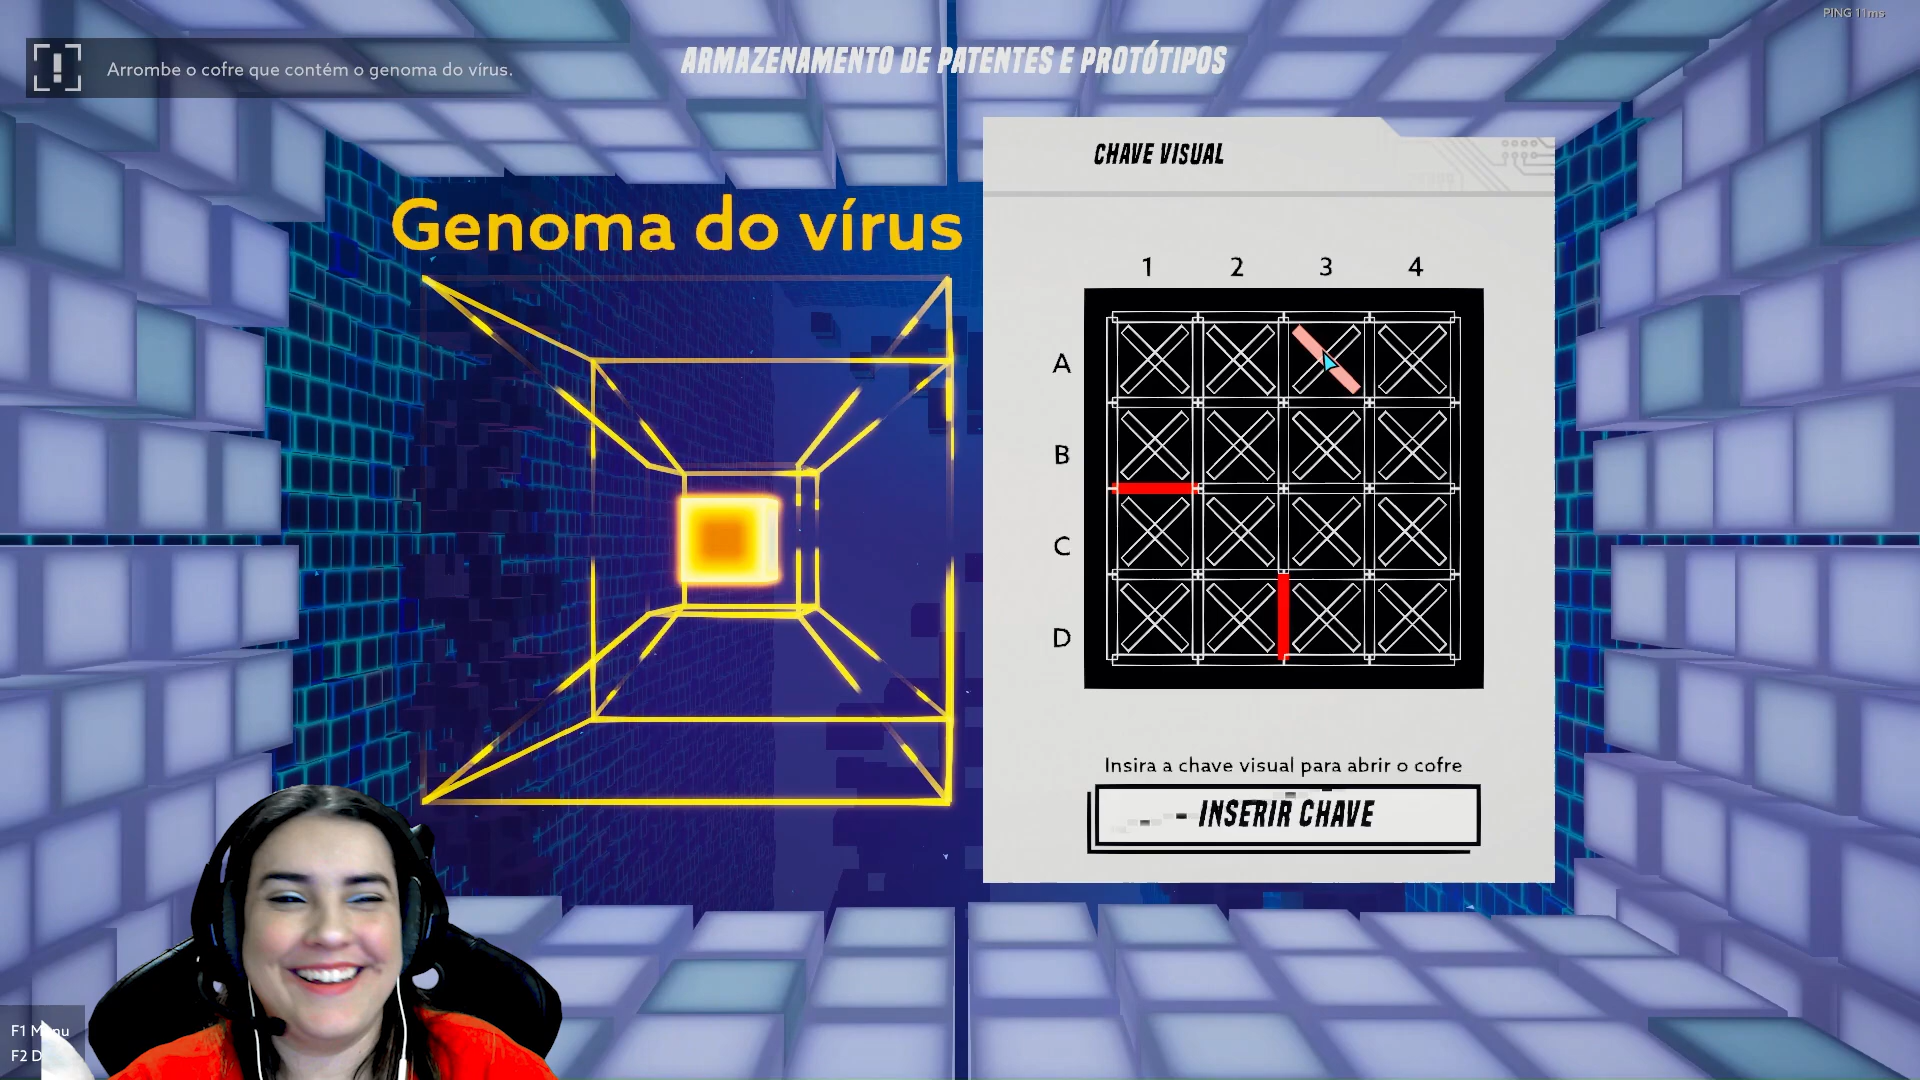 PING 11ms
Arrombe o cofre que contém o genoma do vírus.
ARMAZENAMENTO DE PATENTES E PROTÓTIPOS
CHAVE VISUAL
Genoma do vírus
1 2 3 4
A
B
C
D
Insira a chave visual para abrir o cofre
INSERIR CHAVE
F1 M nu
F2 D